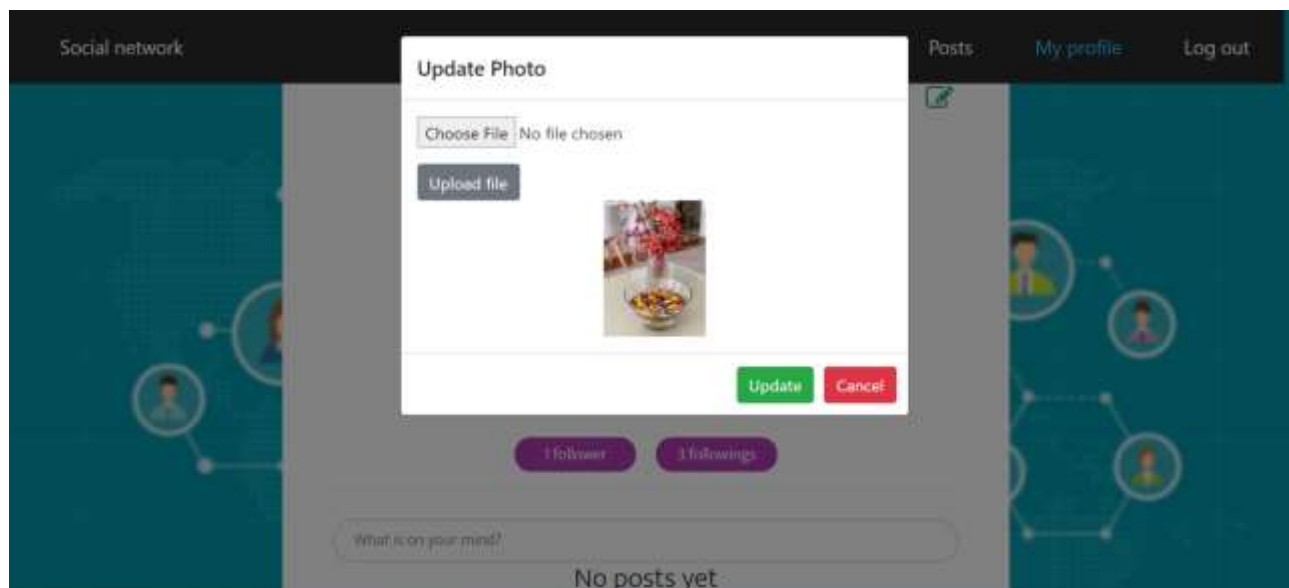 Social network
Posts
My profile
Log out
Update Photo
Choose File No file chosen
Upload file
Update
Cancel
1 follower
3 followings
What is on your mind?
No posts yet